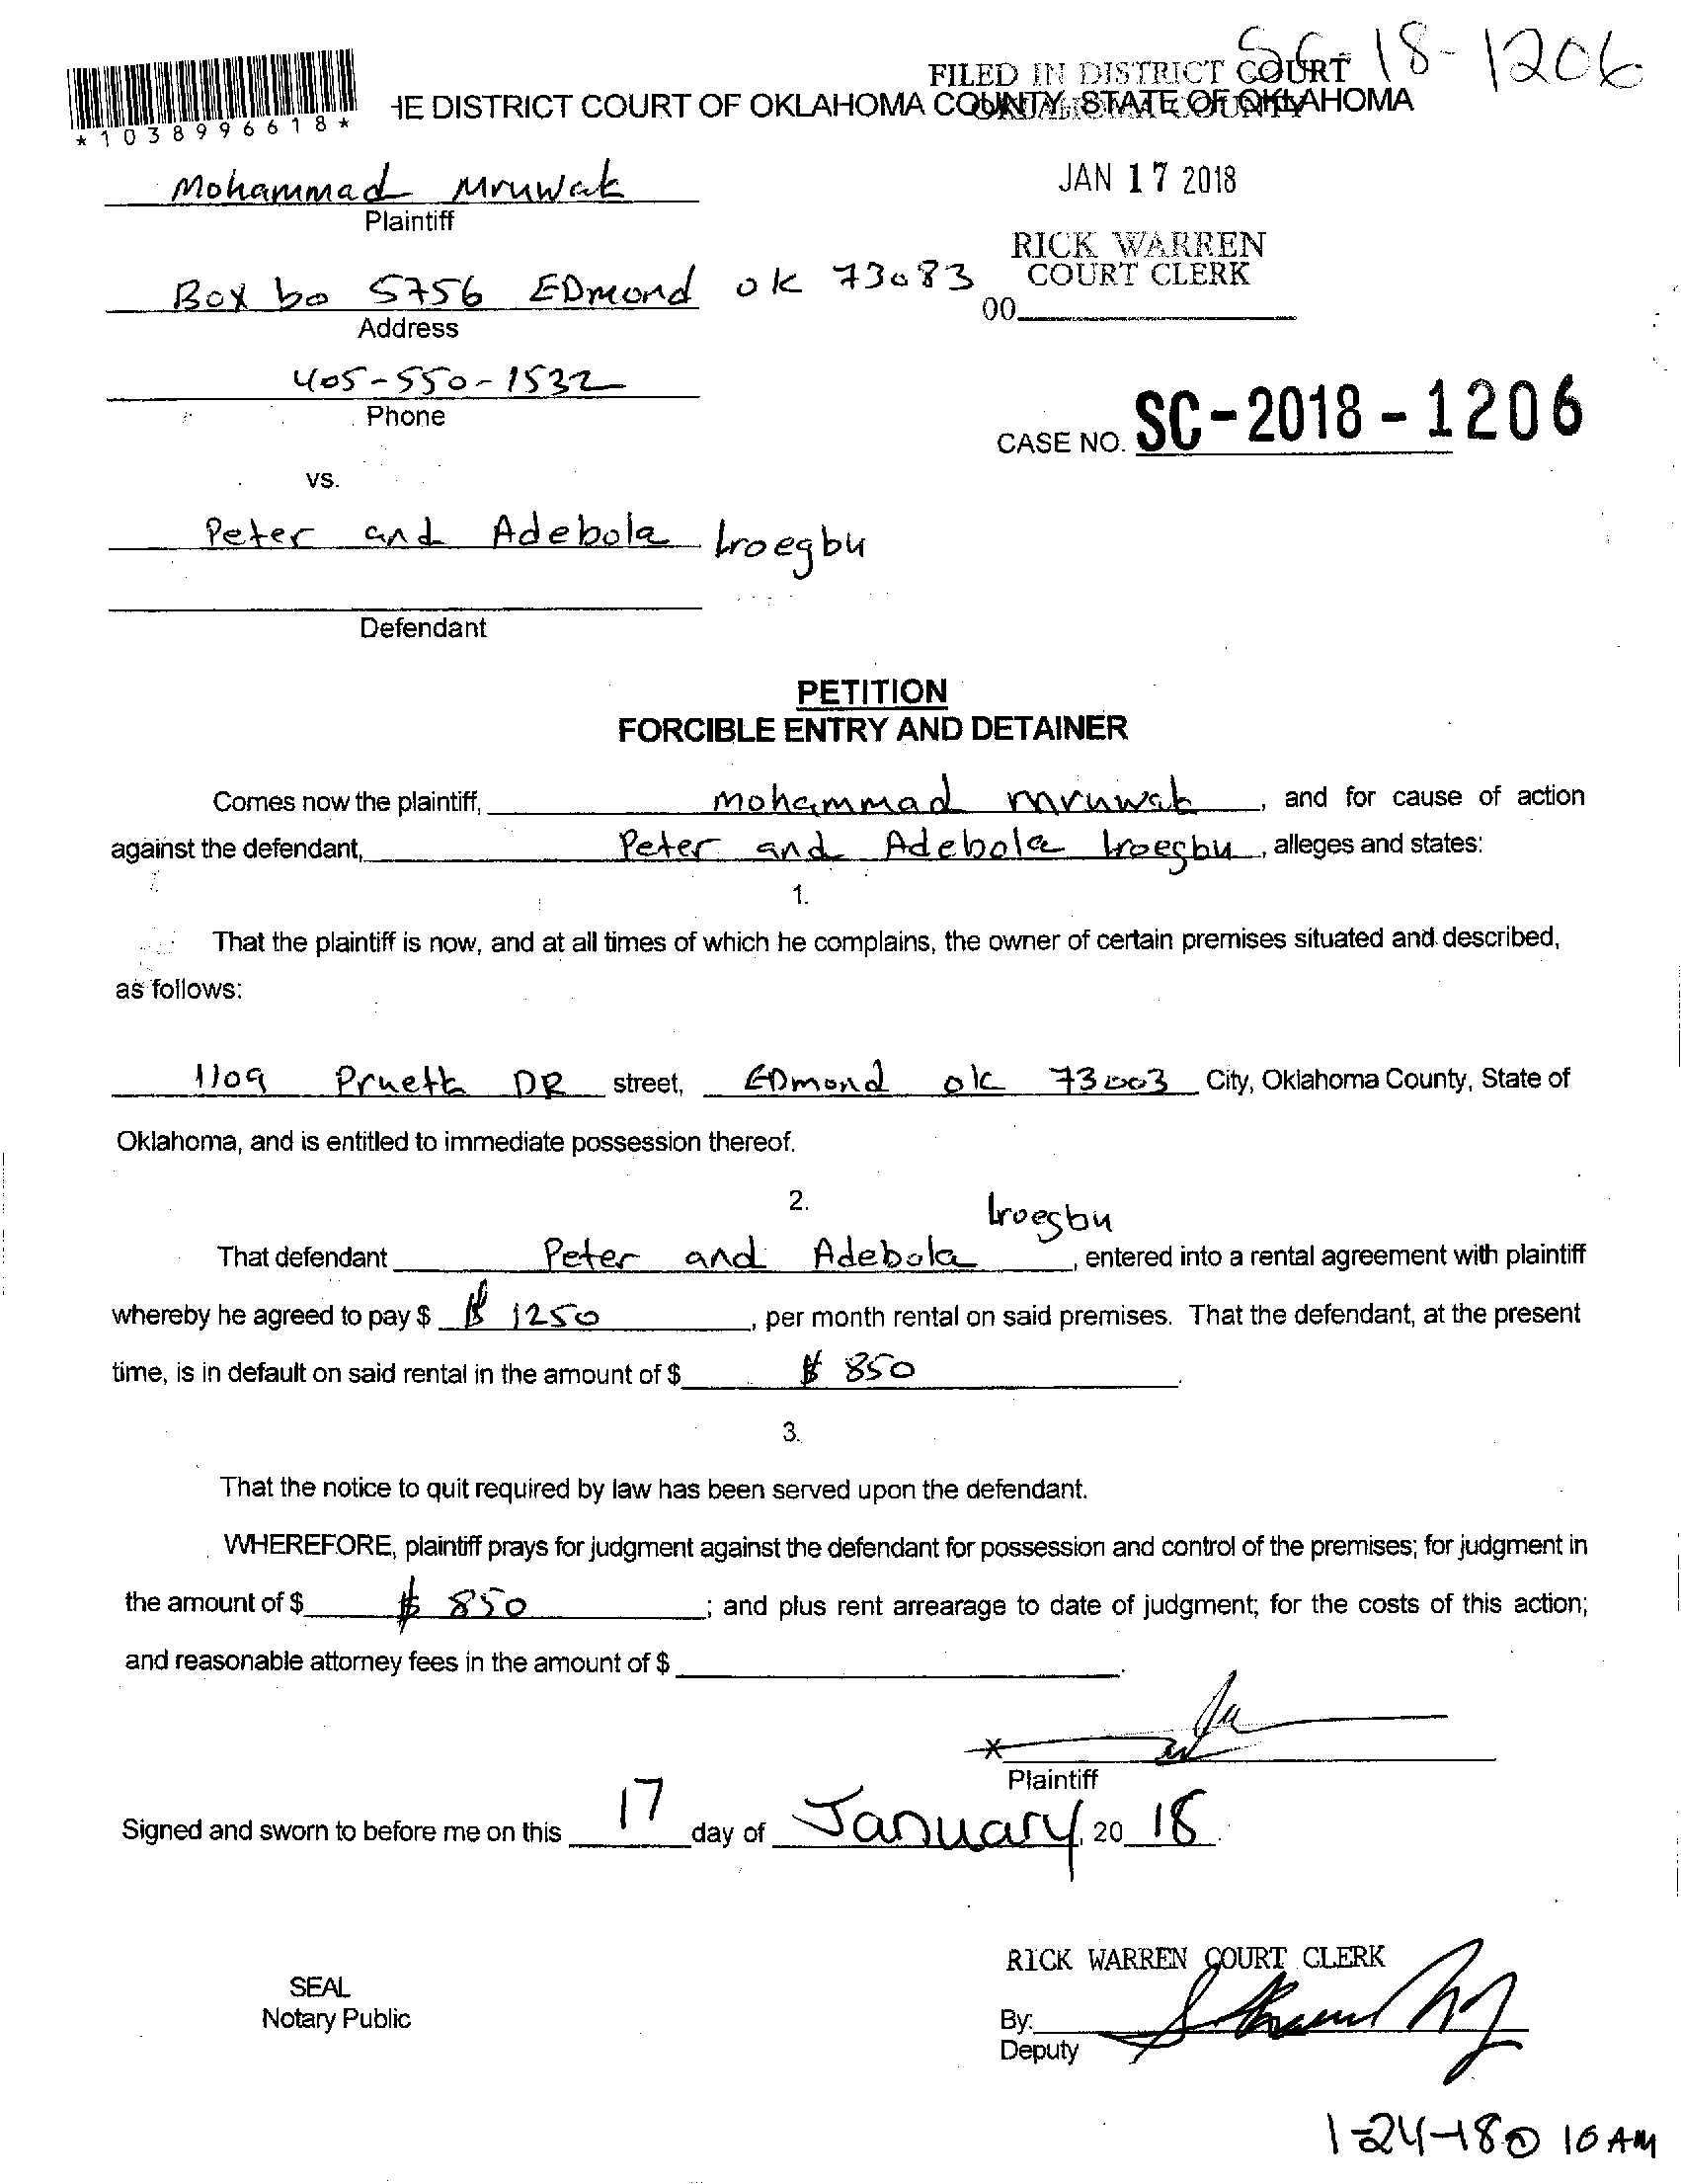 SC-18-1206
FILED IN DISTRICT COURT
OKLAHOMA COUNTY
HE DISTRICT COURT OF OKLAHOMA COUNTY, STATE OF OKLAHOMA
*1038996618*
Mohammad Mruwat
Plaintiff
JAN 17 2018
RICK WARREN
COURT CLERK
Box bo 5756 EDmond ok 73083
00
Address
405-550-1532
Phone
CASE NO. SC-2018-1206
vs.
Peter and Adebola Iroegbu
Defendant
PETITION
FORCIBLE ENTRY AND DETAINER
Comes now the plaintiff, mohammad mruwat, and for cause of action
against the defendant, Peter and Adebola Iroegbu, alleges and states:
1.
That the plaintiff is now, and at all times of which he complains, the owner of certain premises situated and described,
as follows:
1109 Pruett DR street, EDmond ok 73003 City, Oklahoma County, State of
Oklahoma, and is entitled to immediate possession thereof.
2.
Iroegbu
That defendant Peter and Adebola, entered into a rental agreement with plaintiff
whereby he agreed to pay $ $ 1250, per month rental on said premises. That the defendant, at the present
time, is in default on said rental in the amount of $ $ 850.
3.
That the notice to quit required by law has been served upon the defendant.
WHEREFORE, plaintiff prays for judgment against the defendant for possession and control of the premises; for judgment in
the amount of $ $ 850; and plus rent arrearage to date of judgment; for the costs of this action;
and reasonable attorney fees in the amount of $.
x
Plaintiff
Signed and sworn to before me on this 17 day of January, 20 18.
RICK WARREN COURT CLERK
SEAL
Notary Public
By:
Deputy
1-24-18@ 10 AM